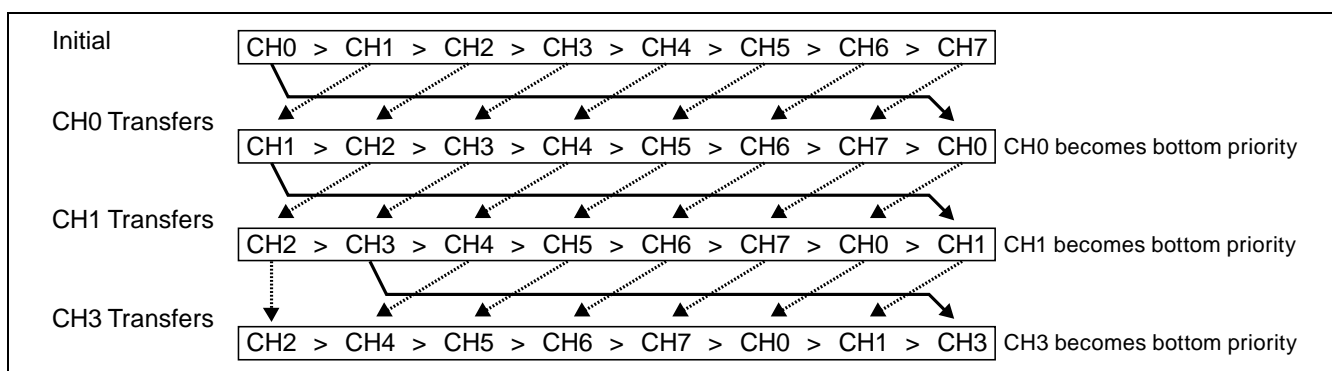 Initial
CH0 > CH1 > CH2 > CH3 > CH4 > CH5 > CH6 > CH7
CH0 Transfers
CH1 > CH2 > CH3 > CH4 > CH5 > CH6 > CH7 > CH0
CH0 becomes bottom priority
CH1 Transfers
CH2 > CH3 > CH4 > CH5 > CH6 > CH7 > CH0 > CH1
CH1 becomes bottom priority
CH3 Transfers
CH2 > CH4 > CH5 > CH6 > CH7 > CH0 > CH1 > CH3
CH3 becomes bottom priority